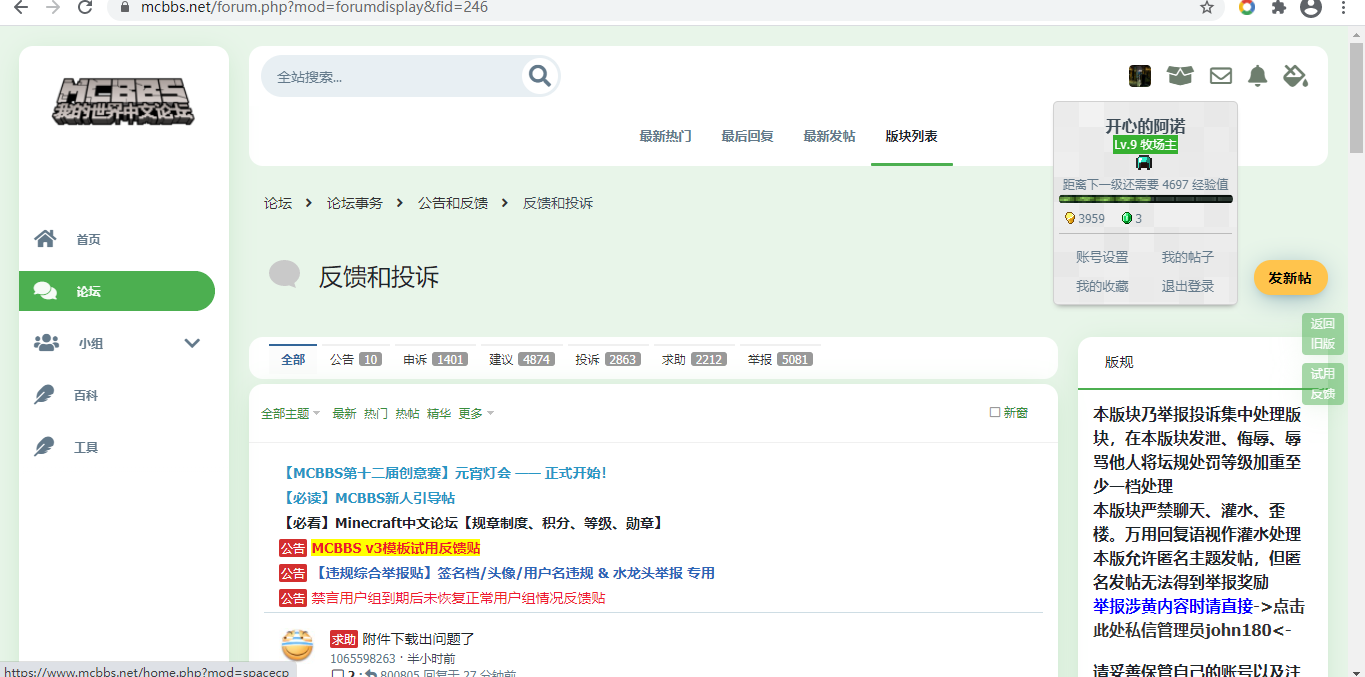 mcbbs.net/forum.php?mod=forumdisplay&fid=246
MCBBS
我的世界中文论坛
全站搜索...
最新热门
最后回复
最新发帖
版块列表
开心的阿诺
Lv.9 牧场主
距离下一级还需要 4697 经验值
3959
3
账号设置
我的帖子
我的收藏
退出登录
首页
论坛
小组
百科
工具
论坛 > 论坛事务 > 公告和反馈 > 反馈和投诉
反馈和投诉
发新帖
返回
旧版
试用
反馈
全部
公告 10
申诉 1401
建议 4874
投诉 2863
求助 2212
举报 5081
全部主题 最新 热门 热帖 精华 更多
新窗
【MCBBS第十二届创意赛】元宵灯会 —— 正式开始!
【必读】MCBBS新人引导帖
【必看】Minecraft中文论坛【规章制度、积分、等级、勋章】
公告 MCBBS v3模板试用反馈贴
公告 【违规综合举报贴】签名档/头像/用户名违规 & 水龙头举报 专用
公告 禁言用户组到期后未恢复正常用户组情况反馈贴
求助 附件下载出问题了
1065598263 · 半小时前
2 · 800805 回复于 27 分钟前
版规
本版块乃举报投诉集中处理版
块，在本版块发泄、侮辱、辱
骂他人将坛规处罚等级加重至
少一档处理
本版块严禁聊天、灌水、歪
楼。万用回复语视作灌水处理
本版允许匿名主题发帖，但匿
名发帖无法得到举报奖励
举报涉黄内容时请直接->点击
此处私信管理员john180<-
请妥善保管自己的账号以及注
https://www.mcbbs.net/home.php?mod=spacecp